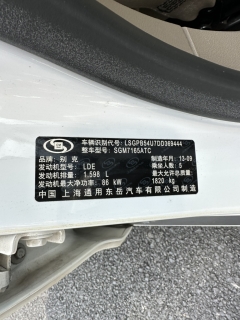 车辆识别代号: LSGPB54U7DD369444
整车型号: SGM7165ATC
品牌: 别克 制造年月: 13-09
发动机型号: LDE 乘坐人数: 5
发动机排量: 1.598 L 最大允许总质量:
最大净功率: 86 kW 1820 kg
中国 上海通用东岳汽车有限公司 制造